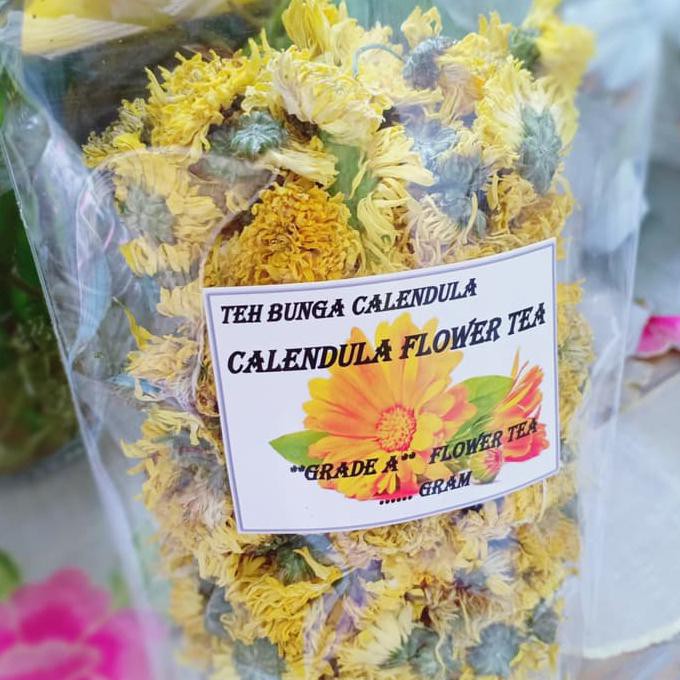 TEH BUNGA CALENDULA
CALENDULA FLOWER TEA
**GRADE A** FLOWER TEA
...... GRAM